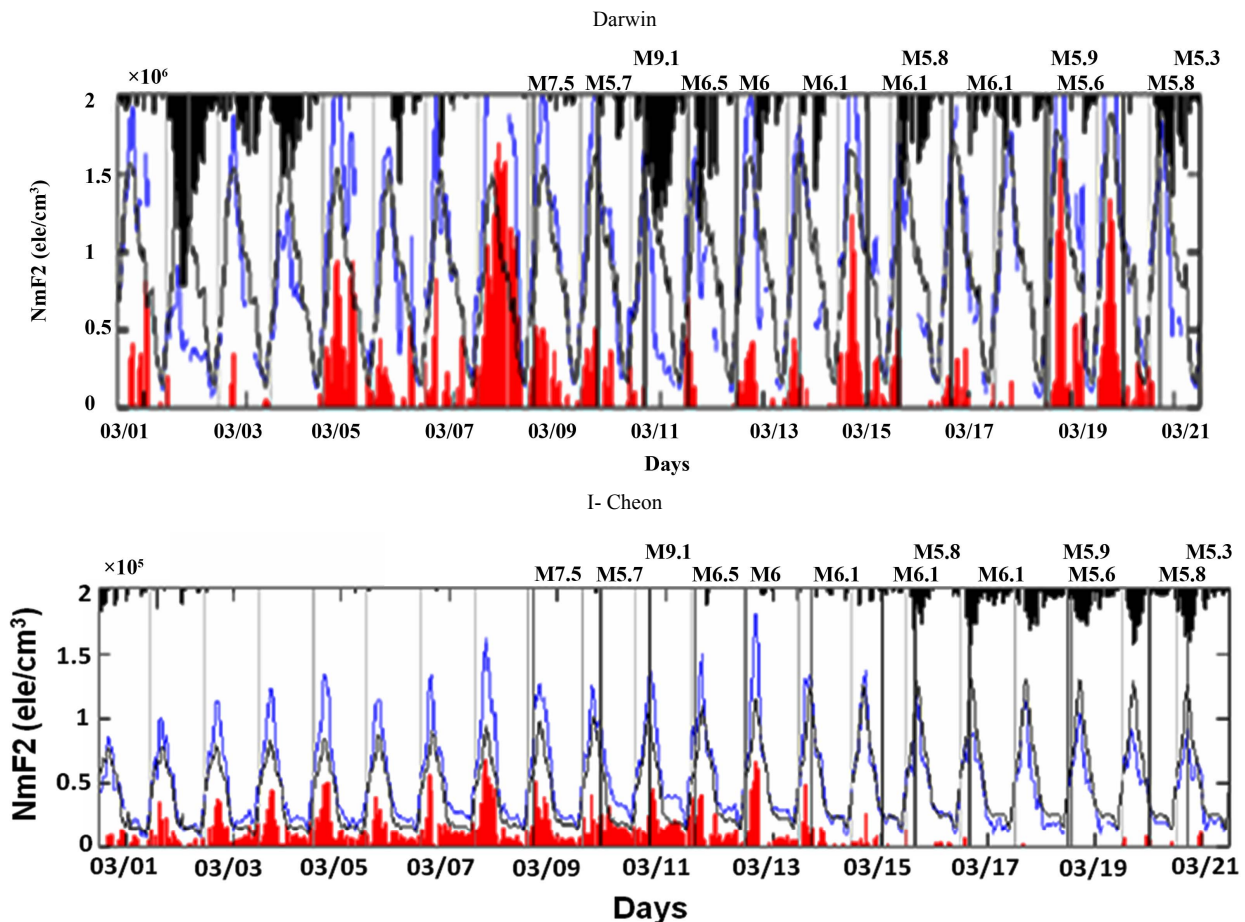 Darwin
M9.1 M5.8 M5.9 M5.3
×10⁶ M7.5 M5.7 M6.5 M6 M6.1 M6.1 M6.1 M5.6 M5.8
2
1.5
1
0.5
0
NmF2 (ele/cm³)
03/01 03/03 03/05 03/07 03/09 03/11 03/13 03/15 03/17 03/19 03/21
Days
I- Cheon
M9.1 M5.8 M5.9 M5.3
×10⁵ M7.5 M5.7 M6.5 M6 M6.1 M6.1 M6.1 M5.6 M5.8
2
1.5
1
0.5
0
NmF2 (ele/cm³)
03/01 03/03 03/05 03/07 03/09 03/11 03/13 03/15 03/17 03/19 03/21
Days